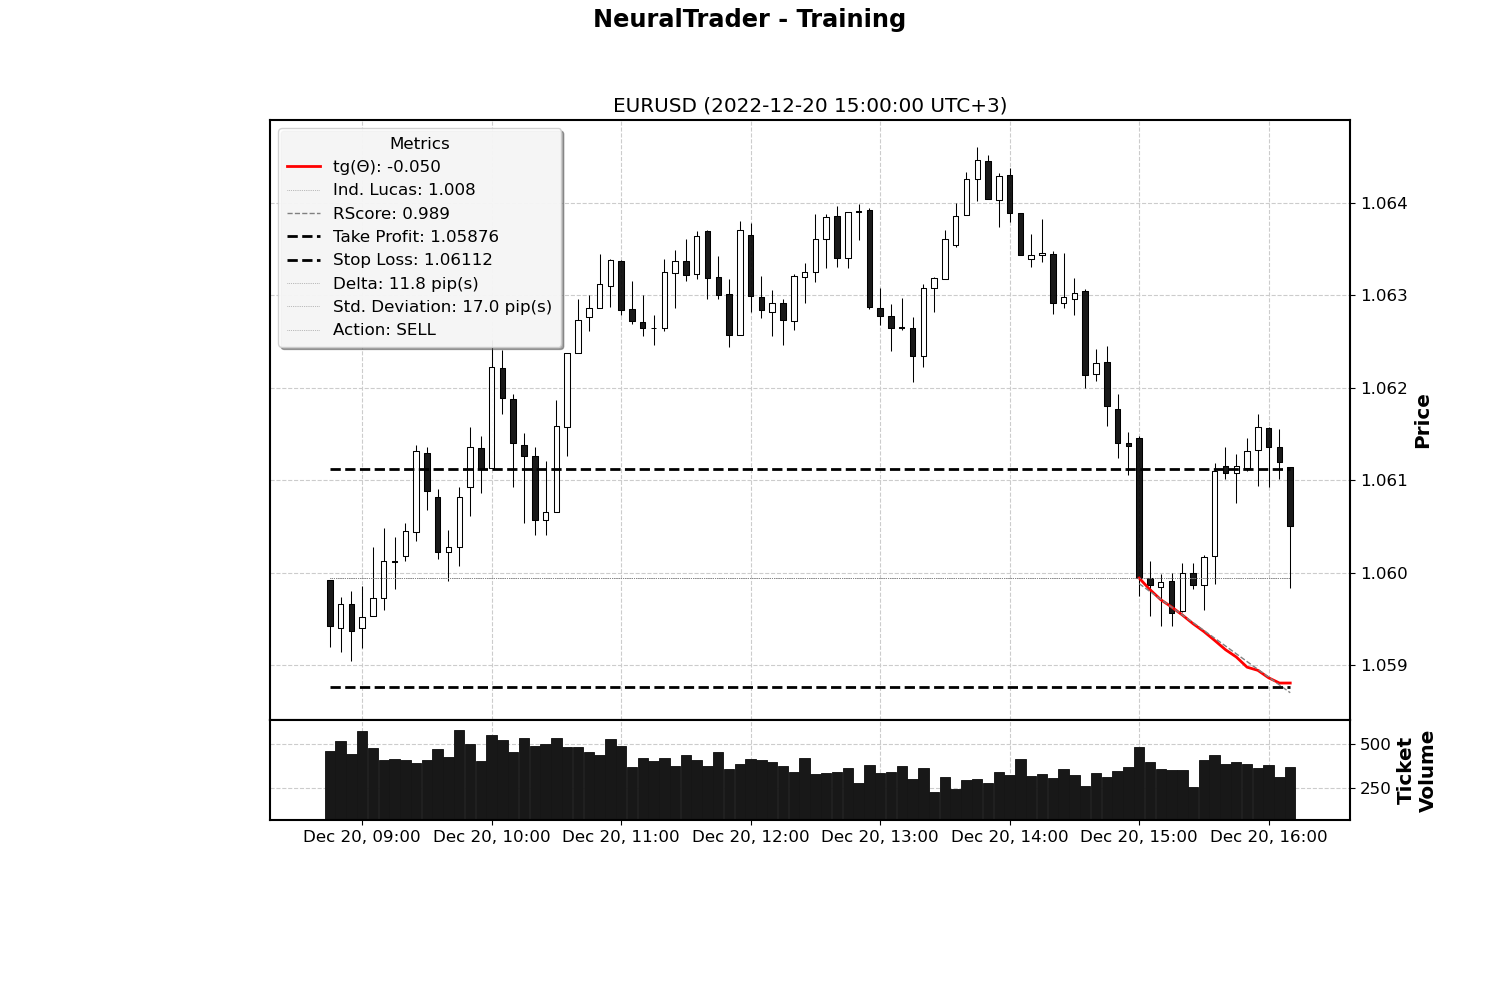 NeuralTrader - Training
EURUSD (2022-12-20 15:00:00 UTC+3)
Metrics
tg(Θ): -0.050
Ind. Lucas: 1.008
RScore: 0.989
Take Profit: 1.05876
Stop Loss: 1.06112
Delta: 11.8 pip(s)
Std. Deviation: 17.0 pip(s)
Action: SELL
1.064
1.063
1.062
1.061
1.060
1.059
Price
500
250
Ticket
Volume
Dec 20, 09:00
Dec 20, 10:00
Dec 20, 11:00
Dec 20, 12:00
Dec 20, 13:00
Dec 20, 14:00
Dec 20, 15:00
Dec 20, 16:00